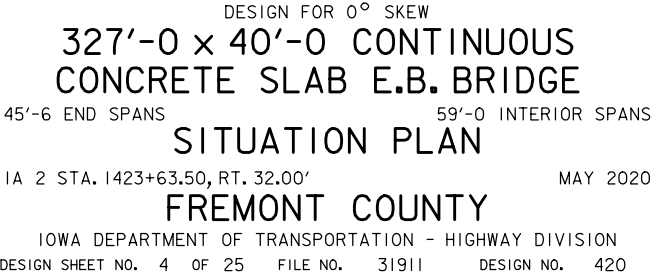 DESIGN FOR 0° SKEW
327'-0 x 40'-0 CONTINUOUS
CONCRETE SLAB E.B. BRIDGE
45'-6 END SPANS 59'-0 INTERIOR SPANS
SITUATION PLAN
IA 2 STA. 1423+63.50, RT. 32.00' MAY 2020
FREMONT COUNTY
IOWA DEPARTMENT OF TRANSPORTATION - HIGHWAY DIVISION
DESIGN SHEET NO. 4 OF 25 FILE NO. 31911 DESIGN NO. 420